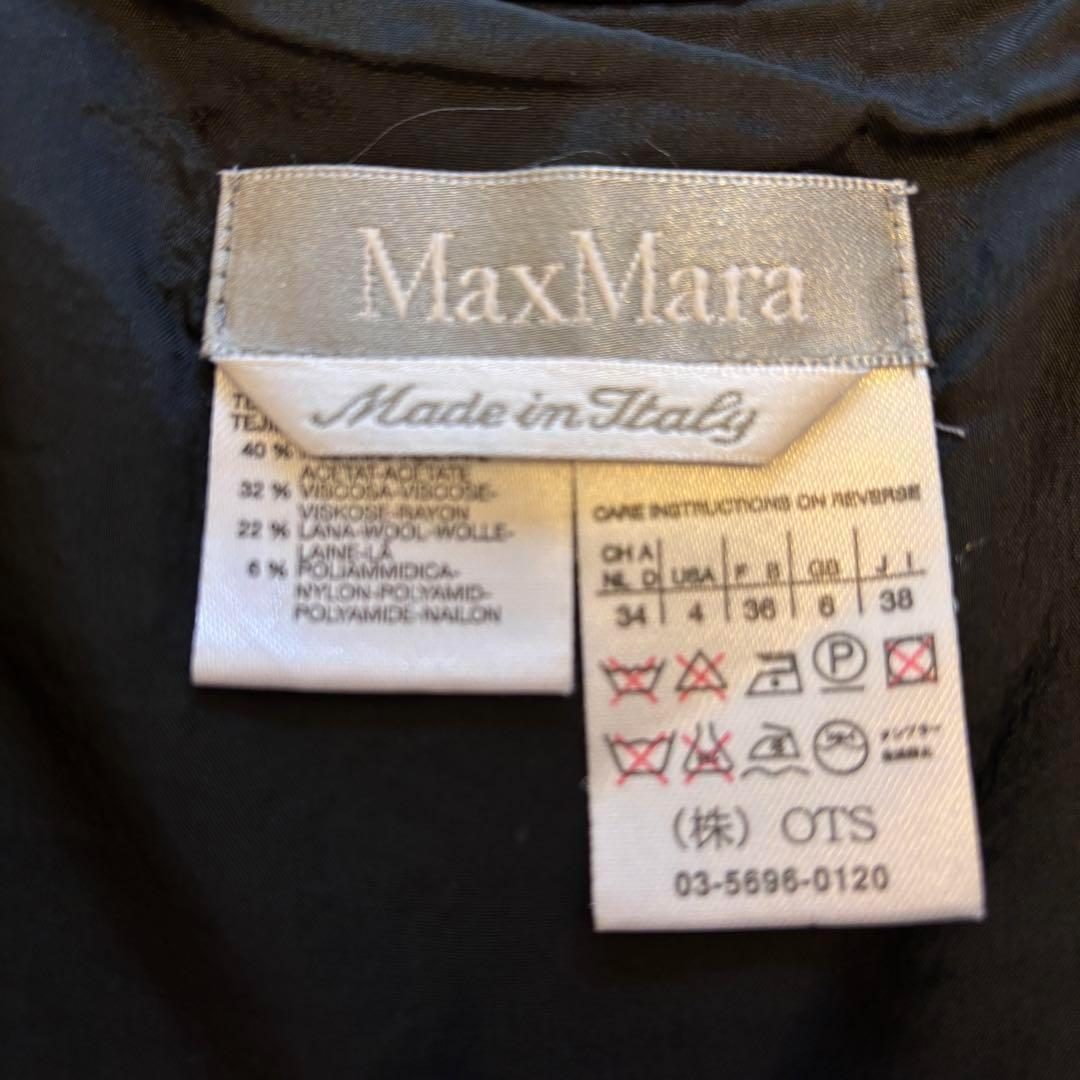 MaxMara
Made in Italy
40 %
ACETAT-ACETATE
32 % VISCOSA-VISCOSE-
VISKOSE-RAYON
22 % LANA-WOOL-WOLLE-
LAINE-LÃ
6 % POLIAMMIDICA-
NYLON-POLYAMID-
POLYAMIDE-NAILON
CARE INSTRUCTIONS ON REVERSE
CH A
NL D USA F B GB J I
34 4 36 6 38
P
(株) OTS
03-5696-0120